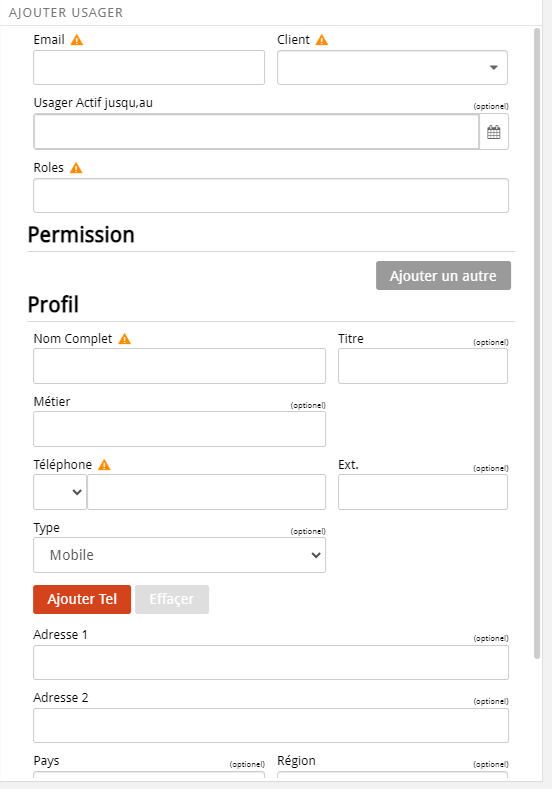 AJOUTER USAGER
Email Client
Usager Actif jusqu,au (optionel)
Roles
Permission
Ajouter un autre
Profil
Nom Complet Titre (optionel)
Métier (optionel)
Téléphone Ext. (optionel)
Type (optionel)
Mobile
Ajouter Tel Effaçer
Adresse 1 (optionel)
Adresse 2 (optionel)
Pays (optionel) Région (optionel)